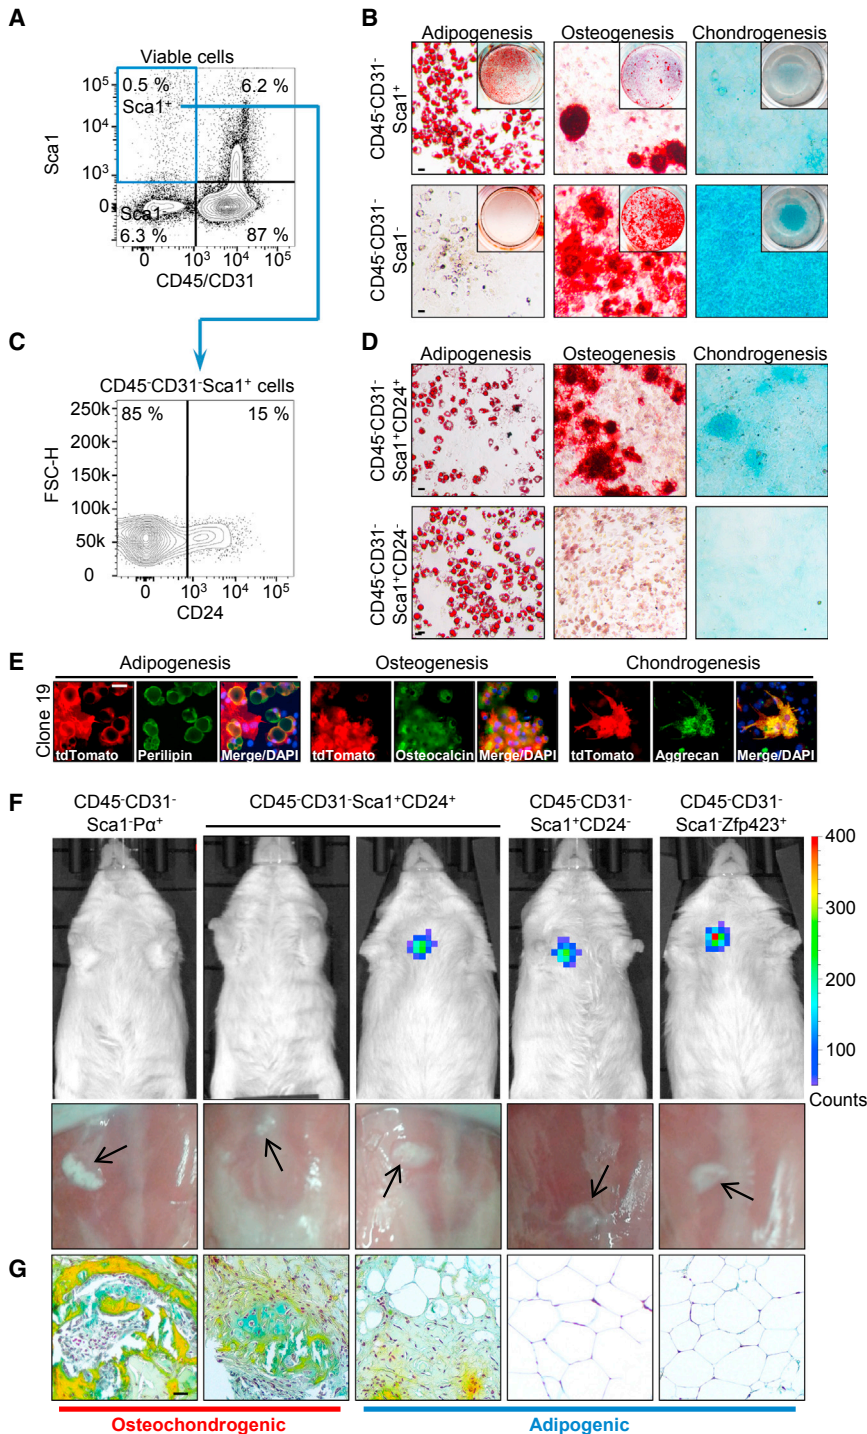 A
Viable cells
10⁵
10⁴
10³
0
Sca1
0.5 %
Sca1⁺
6.2 %
Sca1⁻
6.3 %
87 %
0
10³
10⁴
10⁵
CD45/CD31
B
Adipogenesis
Osteogenesis
Chondrogenesis
CD45⁻CD31⁻
Sca1⁺
CD45⁻CD31⁻
Sca1⁻
C
CD45⁻CD31⁻Sca1⁺ cells
250k
200k
150k
100k
50k
0
FSC-H
85 %
15 %
0
10³
10⁴
10⁵
CD24
D
Adipogenesis
Osteogenesis
Chondrogenesis
CD45⁻CD31⁻
Sca1⁺CD24⁺
CD45⁻CD31⁻
Sca1⁺CD24⁻
E
Adipogenesis
Osteogenesis
Chondrogenesis
Clone 19
tdTomato
Perilipin
Merge/DAPI
tdTomato
Osteocalcin
Merge/DAPI
tdTomato
Aggrecan
Merge/DAPI
F
CD45⁻CD31⁻
Sca1⁻Pα⁺
CD45⁻CD31⁻Sca1⁺CD24⁺
CD45⁻CD31⁻
Sca1⁺CD24⁻
CD45⁻CD31⁻
Sca1⁻Zfp423⁺
400
300
200
100
Counts
G
Osteochondrogenic
Adipogenic